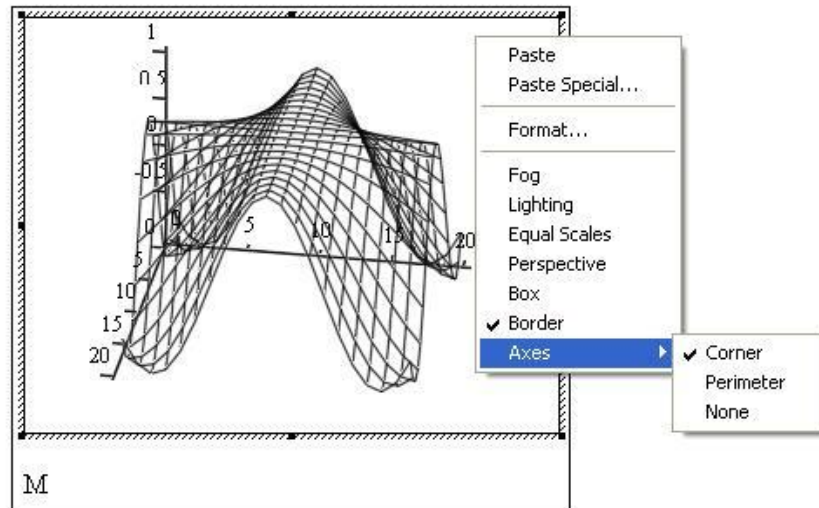 1
0.5
0
-0.5
0
0
5
10
15
20
5
10
15
20
M
Paste
Paste Special...
Format...
Fog
Lighting
Equal Scales
Perspective
Box
Border
Axes
Corner
Perimeter
None